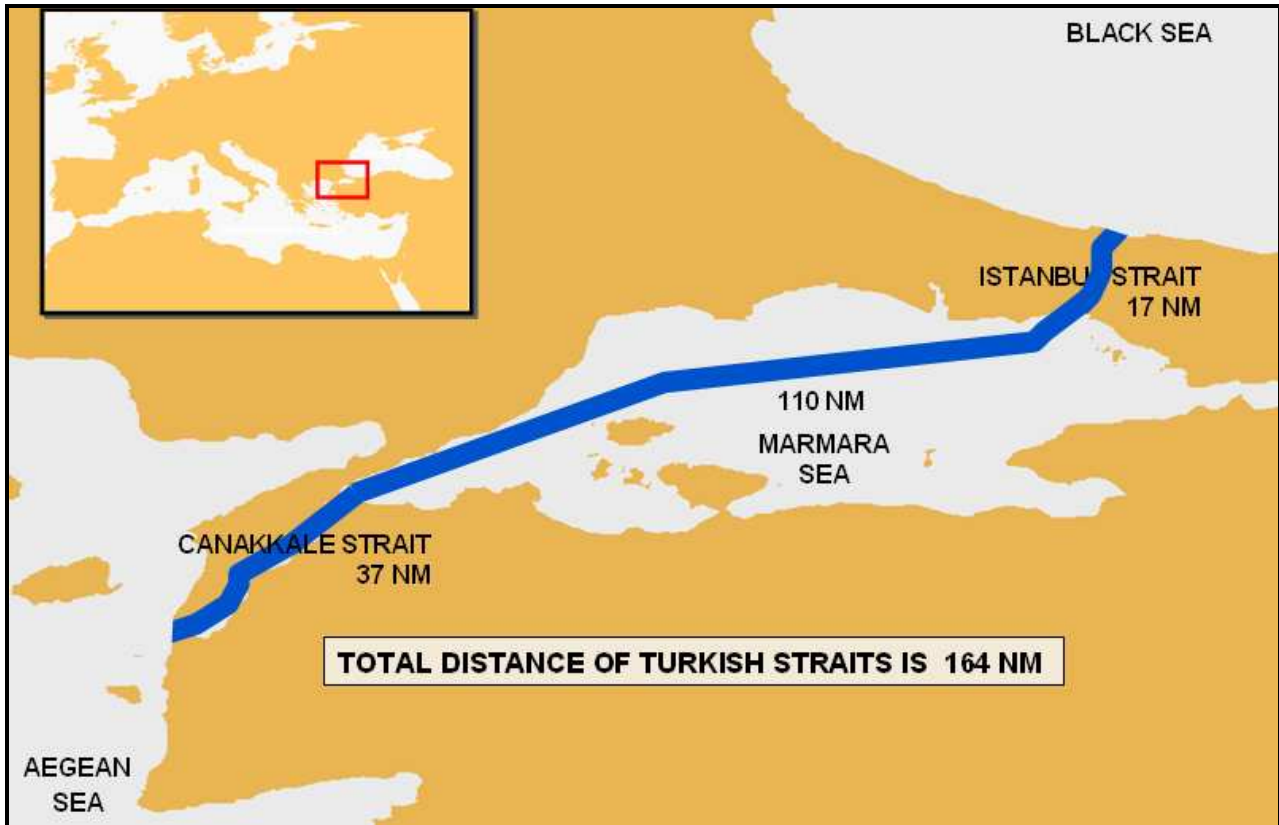 BLACK SEA
ISTANBU STRAIT
17 NM
110 NM
MARMARA
SEA
CANAKKALE STRAIT
37 NM
TOTAL DISTANCE OF TURKISH STRAITS IS 164 NM
AEGEAN
SEA